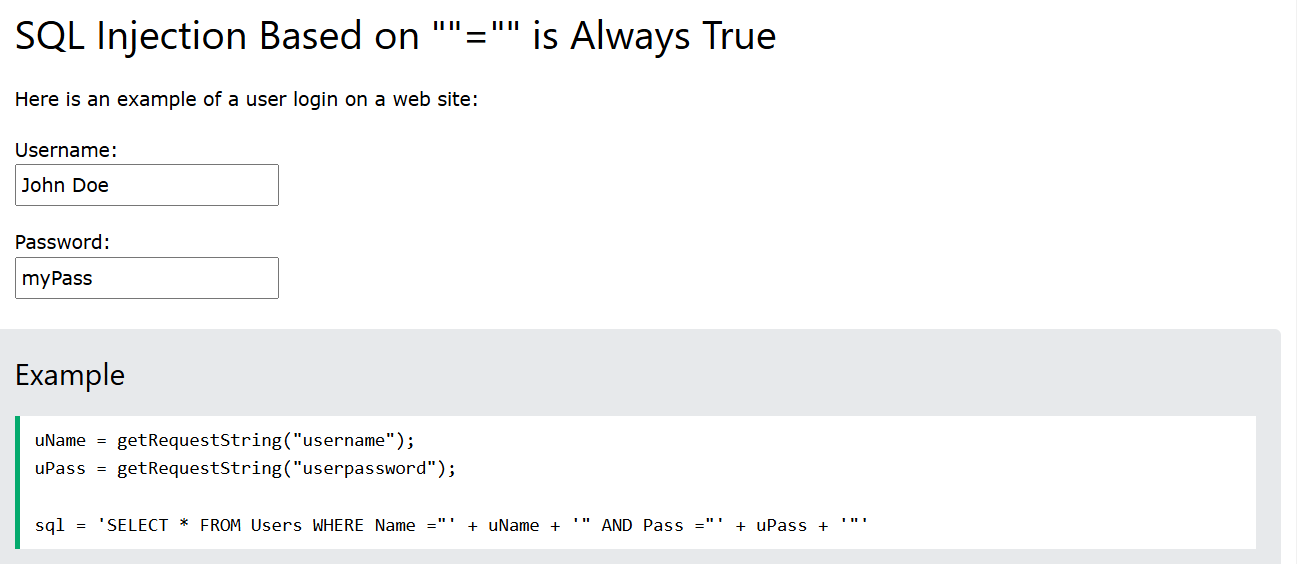 SQL Injection Based on ""="" is Always True
Here is an example of a user login on a web site:
Username:
John Doe
Password:
myPass
Example
uName = getRequestString("username");
uPass = getRequestString("userpassword");
sql = 'SELECT * FROM Users WHERE Name ="' + uName + '" AND Pass ="' + uPass + '"'